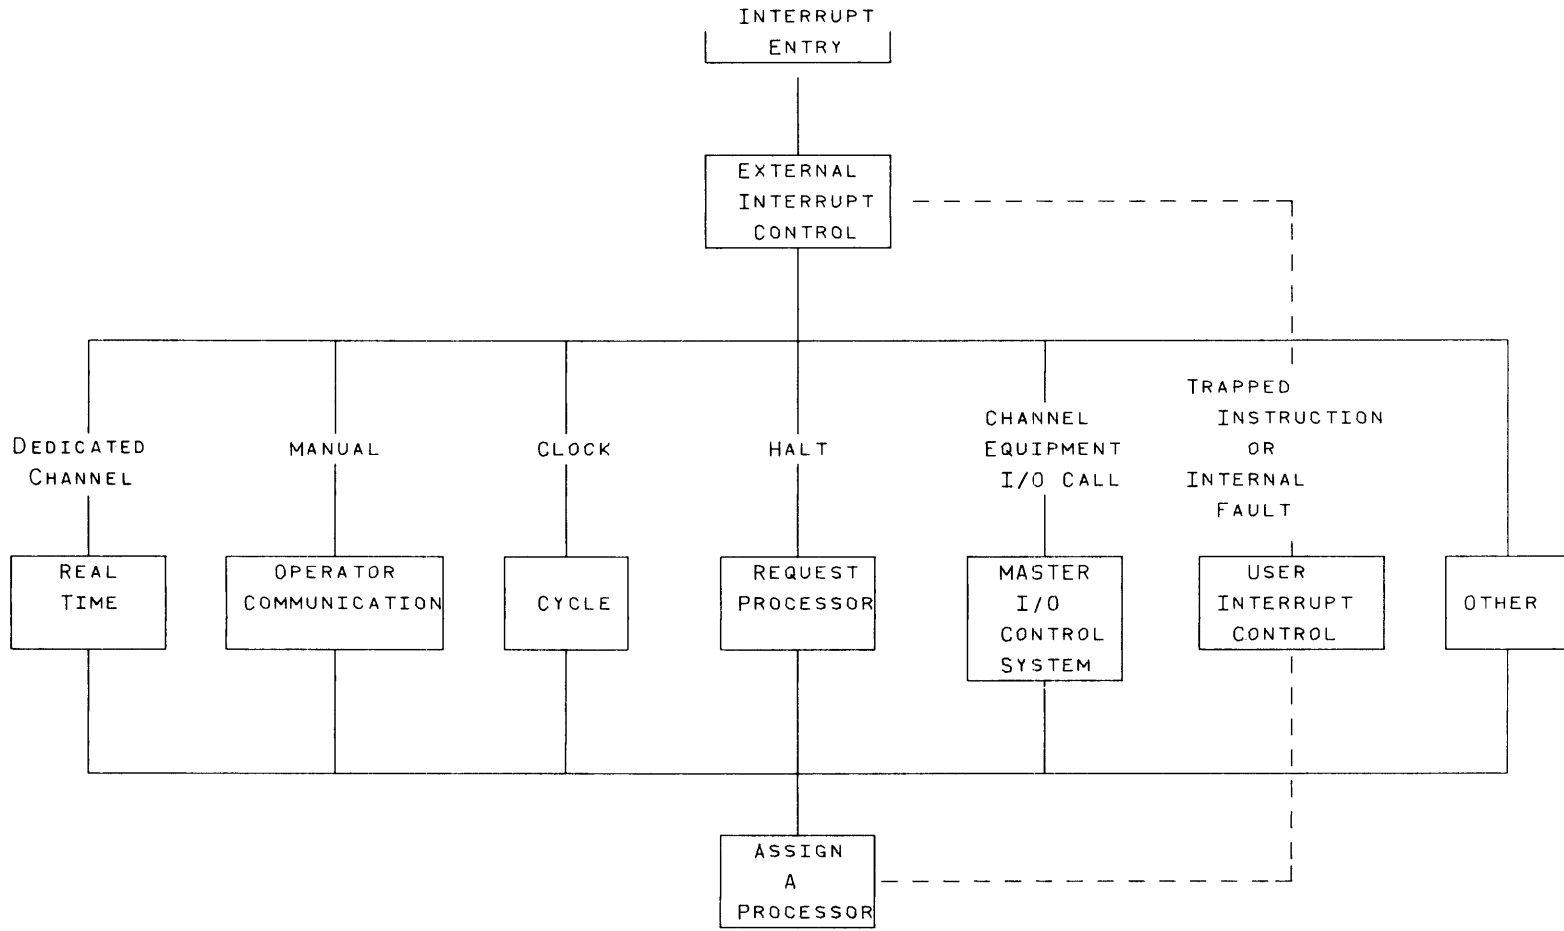 INTERRUPT
ENTRY
EXTERNAL
INTERRUPT
CONTROL
DEDICATED
CHANNEL
MANUAL
CLOCK
HALT
CHANNEL
EQUIPMENT
I/O CALL
TRAPPED
INSTRUCTION
OR
INTERNAL
FAULT
REAL
TIME
OPERATOR
COMMUNICATION
CYCLE
REQUEST
PROCESSOR
MASTER
I/O
CONTROL
SYSTEM
USER
INTERRUPT
CONTROL
OTHER
ASSIGN
A
PROCESSOR